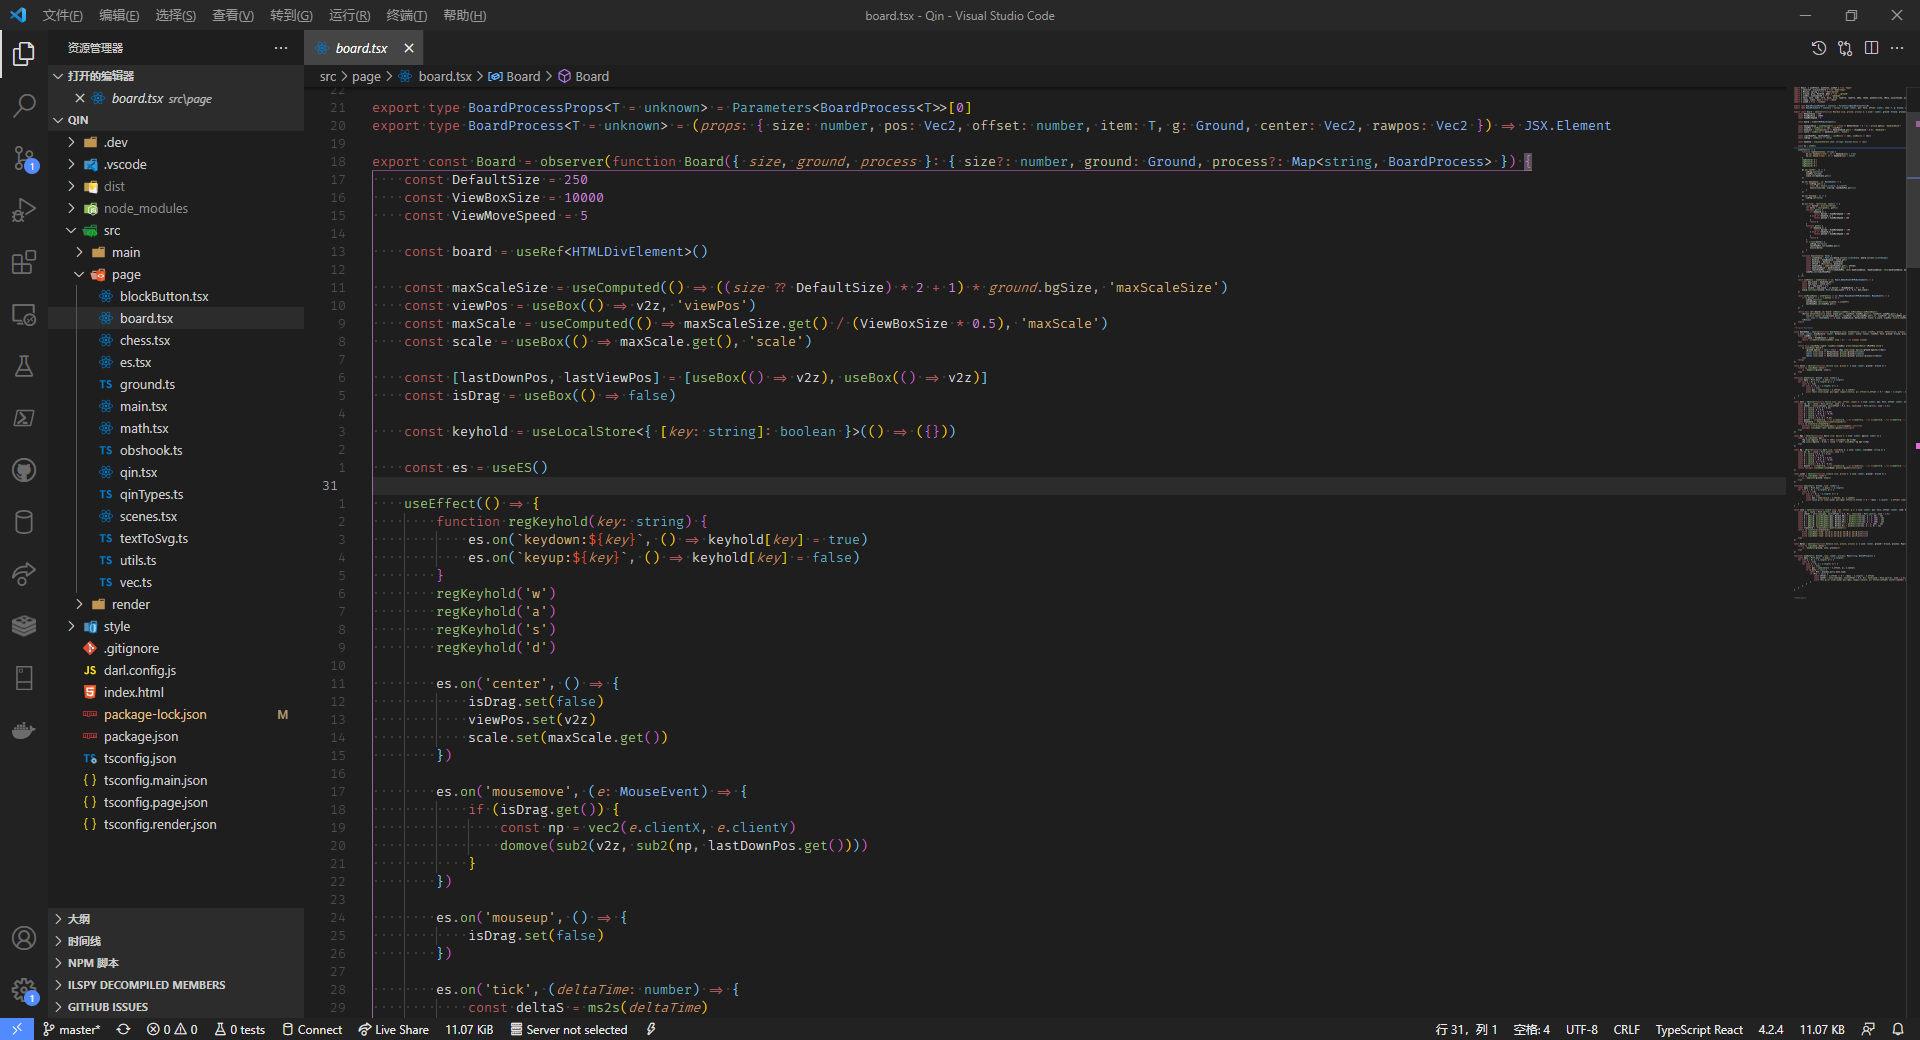 文件(F) 编辑(E) 选择(S) 查看(V) 转到(G) 运行(R) 终端(T) 帮助(H)
board.tsx - Qin - Visual Studio Code
资源管理器
打开的编辑器
board.tsx src\page
QIN
.dev
.vscode
dist
node_modules
src
main
page
blockButton.tsx
board.tsx
chess.tsx
es.tsx
TS ground.ts
main.tsx
math.tsx
TS obshook.ts
qin.tsx
TS qinTypes.ts
scenes.tsx
TS textToSvg.ts
TS utils.ts
TS vec.ts
render
style
.gitignore
JS darl.config.js
index.html
package-lock.json M
package.json
tsconfig.json
{ } tsconfig.main.json
{ } tsconfig.page.json
{ } tsconfig.render.json
大纲
时间线
NPM 脚本
ILSPY DECOMPILED MEMBERS
GITHUB ISSUES
1
1
board.tsx
src > page > board.tsx > Board > Board
22
21 export type BoardProcessProps<T = unknown> = Parameters<BoardProcess<T>>[0]
20 export type BoardProcess<T = unknown> = (props: { size: number, pos: Vec2, offset: number, item: T, g: Ground, center: Vec2, rawpos: Vec2 }) => JSX.Element
19
18 export const Board = observer(function Board({ size, ground, process }: { size?: number, ground: Ground, process?: Map<string, BoardProcess> }) {
17 const DefaultSize = 250
16 const ViewBoxSize = 10000
15 const ViewMoveSpeed = 5
14
13 const board = useRef<HTMLDivElement>()
12
11 const maxScaleSize = useComputed(() => ((size ?? DefaultSize) * 2 + 1) * ground.bgSize, 'maxScaleSize')
10 const viewPos = useBox(() => v2z, 'viewPos')
9 const maxScale = useComputed(() => maxScaleSize.get() / (ViewBoxSize * 0.5), 'maxScale')
8 const scale = useBox(() => maxScale.get(), 'scale')
7
6 const [lastDownPos, lastViewPos] = [useBox(() => v2z), useBox(() => v2z)]
5 const isDrag = useBox(() => false)
4
3 const keyhold = useLocalStore<{ [key: string]: boolean }>(() => ({}))
2
1 const es = useES()
31
1 useEffect(() => {
2 function regKeyhold(key: string) {
3 es.on(`keydown:${key}`, () => keyhold[key] = true)
4 es.on(`keyup:${key}`, () => keyhold[key] = false)
5 }
6 regKeyhold('w')
7 regKeyhold('a')
8 regKeyhold('s')
9 regKeyhold('d')
10
11 es.on('center', () => {
12 isDrag.set(false)
13 viewPos.set(v2z)
14 scale.set(maxScale.get())
15 })
16
17 es.on('mousemove', (e: MouseEvent) => {
18 if (isDrag.get()) {
19 const np = vec2(e.clientX, e.clientY)
20 domove(sub2(v2z, sub2(np, lastDownPos.get())))
21 }
22 })
23
24 es.on('mouseup', () => {
25 isDrag.set(false)
26 })
27
28 es.on('tick', (deltaTime: number) => {
29 const deltaS = ms2s(deltaTime)
master* 0 0 0 tests Connect Live Share 11.07 KiB Server not selected 行 31，列 1 空格: 4 UTF-8 CRLF TypeScript React 4.2.4 11.07 KB